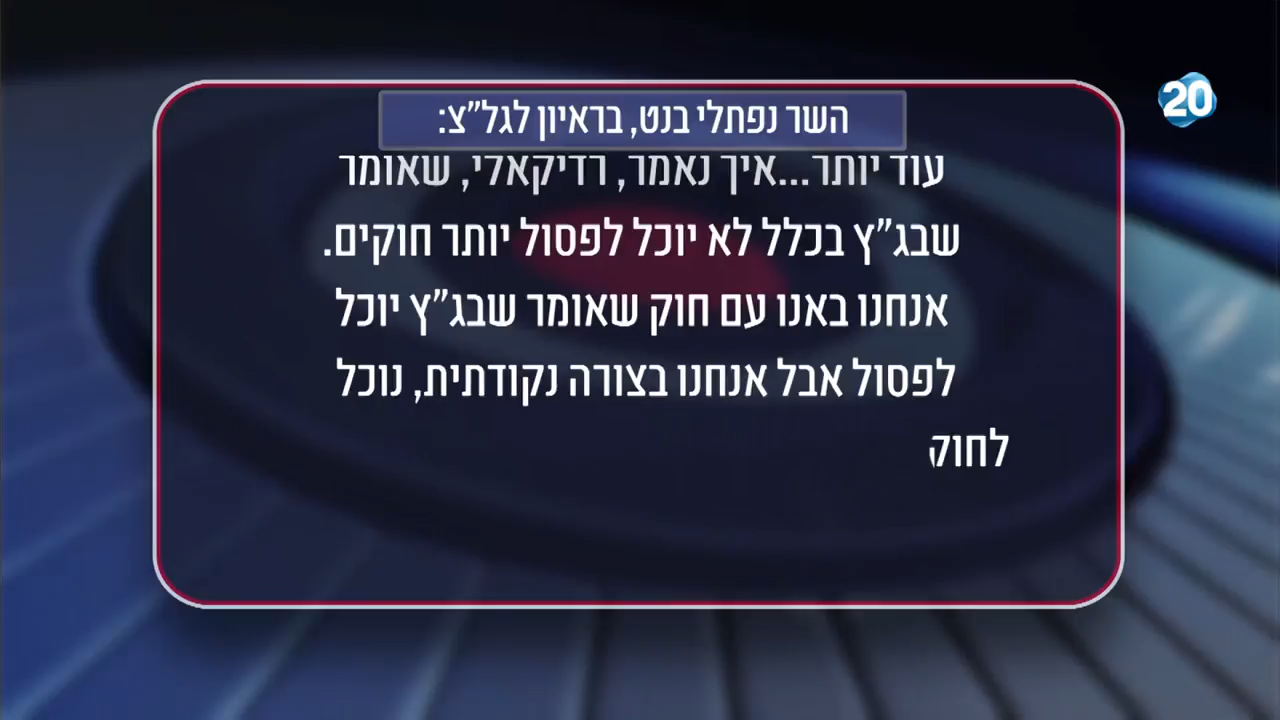 20
השר נפתלי בנט, בראיון לגל"צ:
עוד יותר...איך נאמר, רדיקאלי, שאומר
שבג"ץ בכלל לא יוכל לפסול יותר חוקים.
אנחנו באנו עם חוק שאומר שבג"ץ יוכל
לפסול אבל אנחנו בצורה נקודתית, נוכל
לחוק